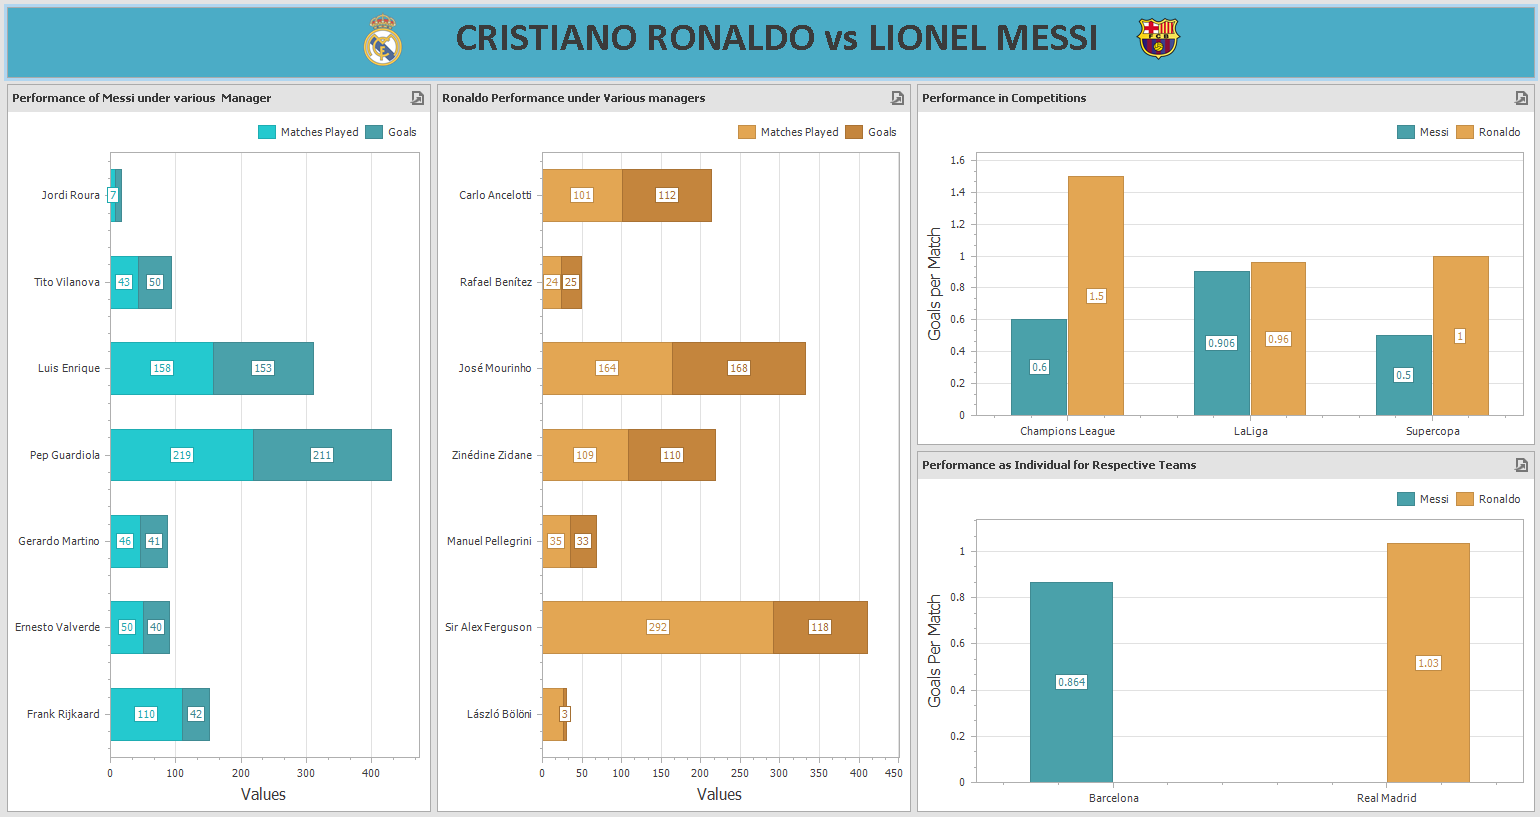 CRISTIANO RONALDO vs LIONEL MESSI
FCB
Performance of Messi under various Manager
Matches Played Goals
Jordi Roura
7
Tito Vilanova
43 50
Luis Enrique
158 153
Pep Guardiola
219 211
Gerardo Martino
46 41
Ernesto Valverde
50 40
Frank Rijkaard
110 42
0 100 200 300 400
Values
Ronaldo Performance under Various managers
Matches Played Goals
Carlo Ancelotti
101 112
Rafael Benítez
24 25
José Mourinho
164 168
Zinédine Zidane
109 110
Manuel Pellegrini
35 33
Sir Alex Ferguson
292 118
László Bölöni
3
0 50 100 150 200 250 300 350 400 450
Values
Performance in Competitions
Messi Ronaldo
Goals per Match
1.6
1.4
1.2
1
0.8
0.6
0.4
0.2
0
0.6 1.5
0.906 0.96
0.5 1
Champions League LaLiga Supercopa
Performance as Individual for Respective Teams
Messi Ronaldo
Goals Per Match
1
0.8
0.6
0.4
0.2
0
0.864 1.03
Barcelona Real Madrid